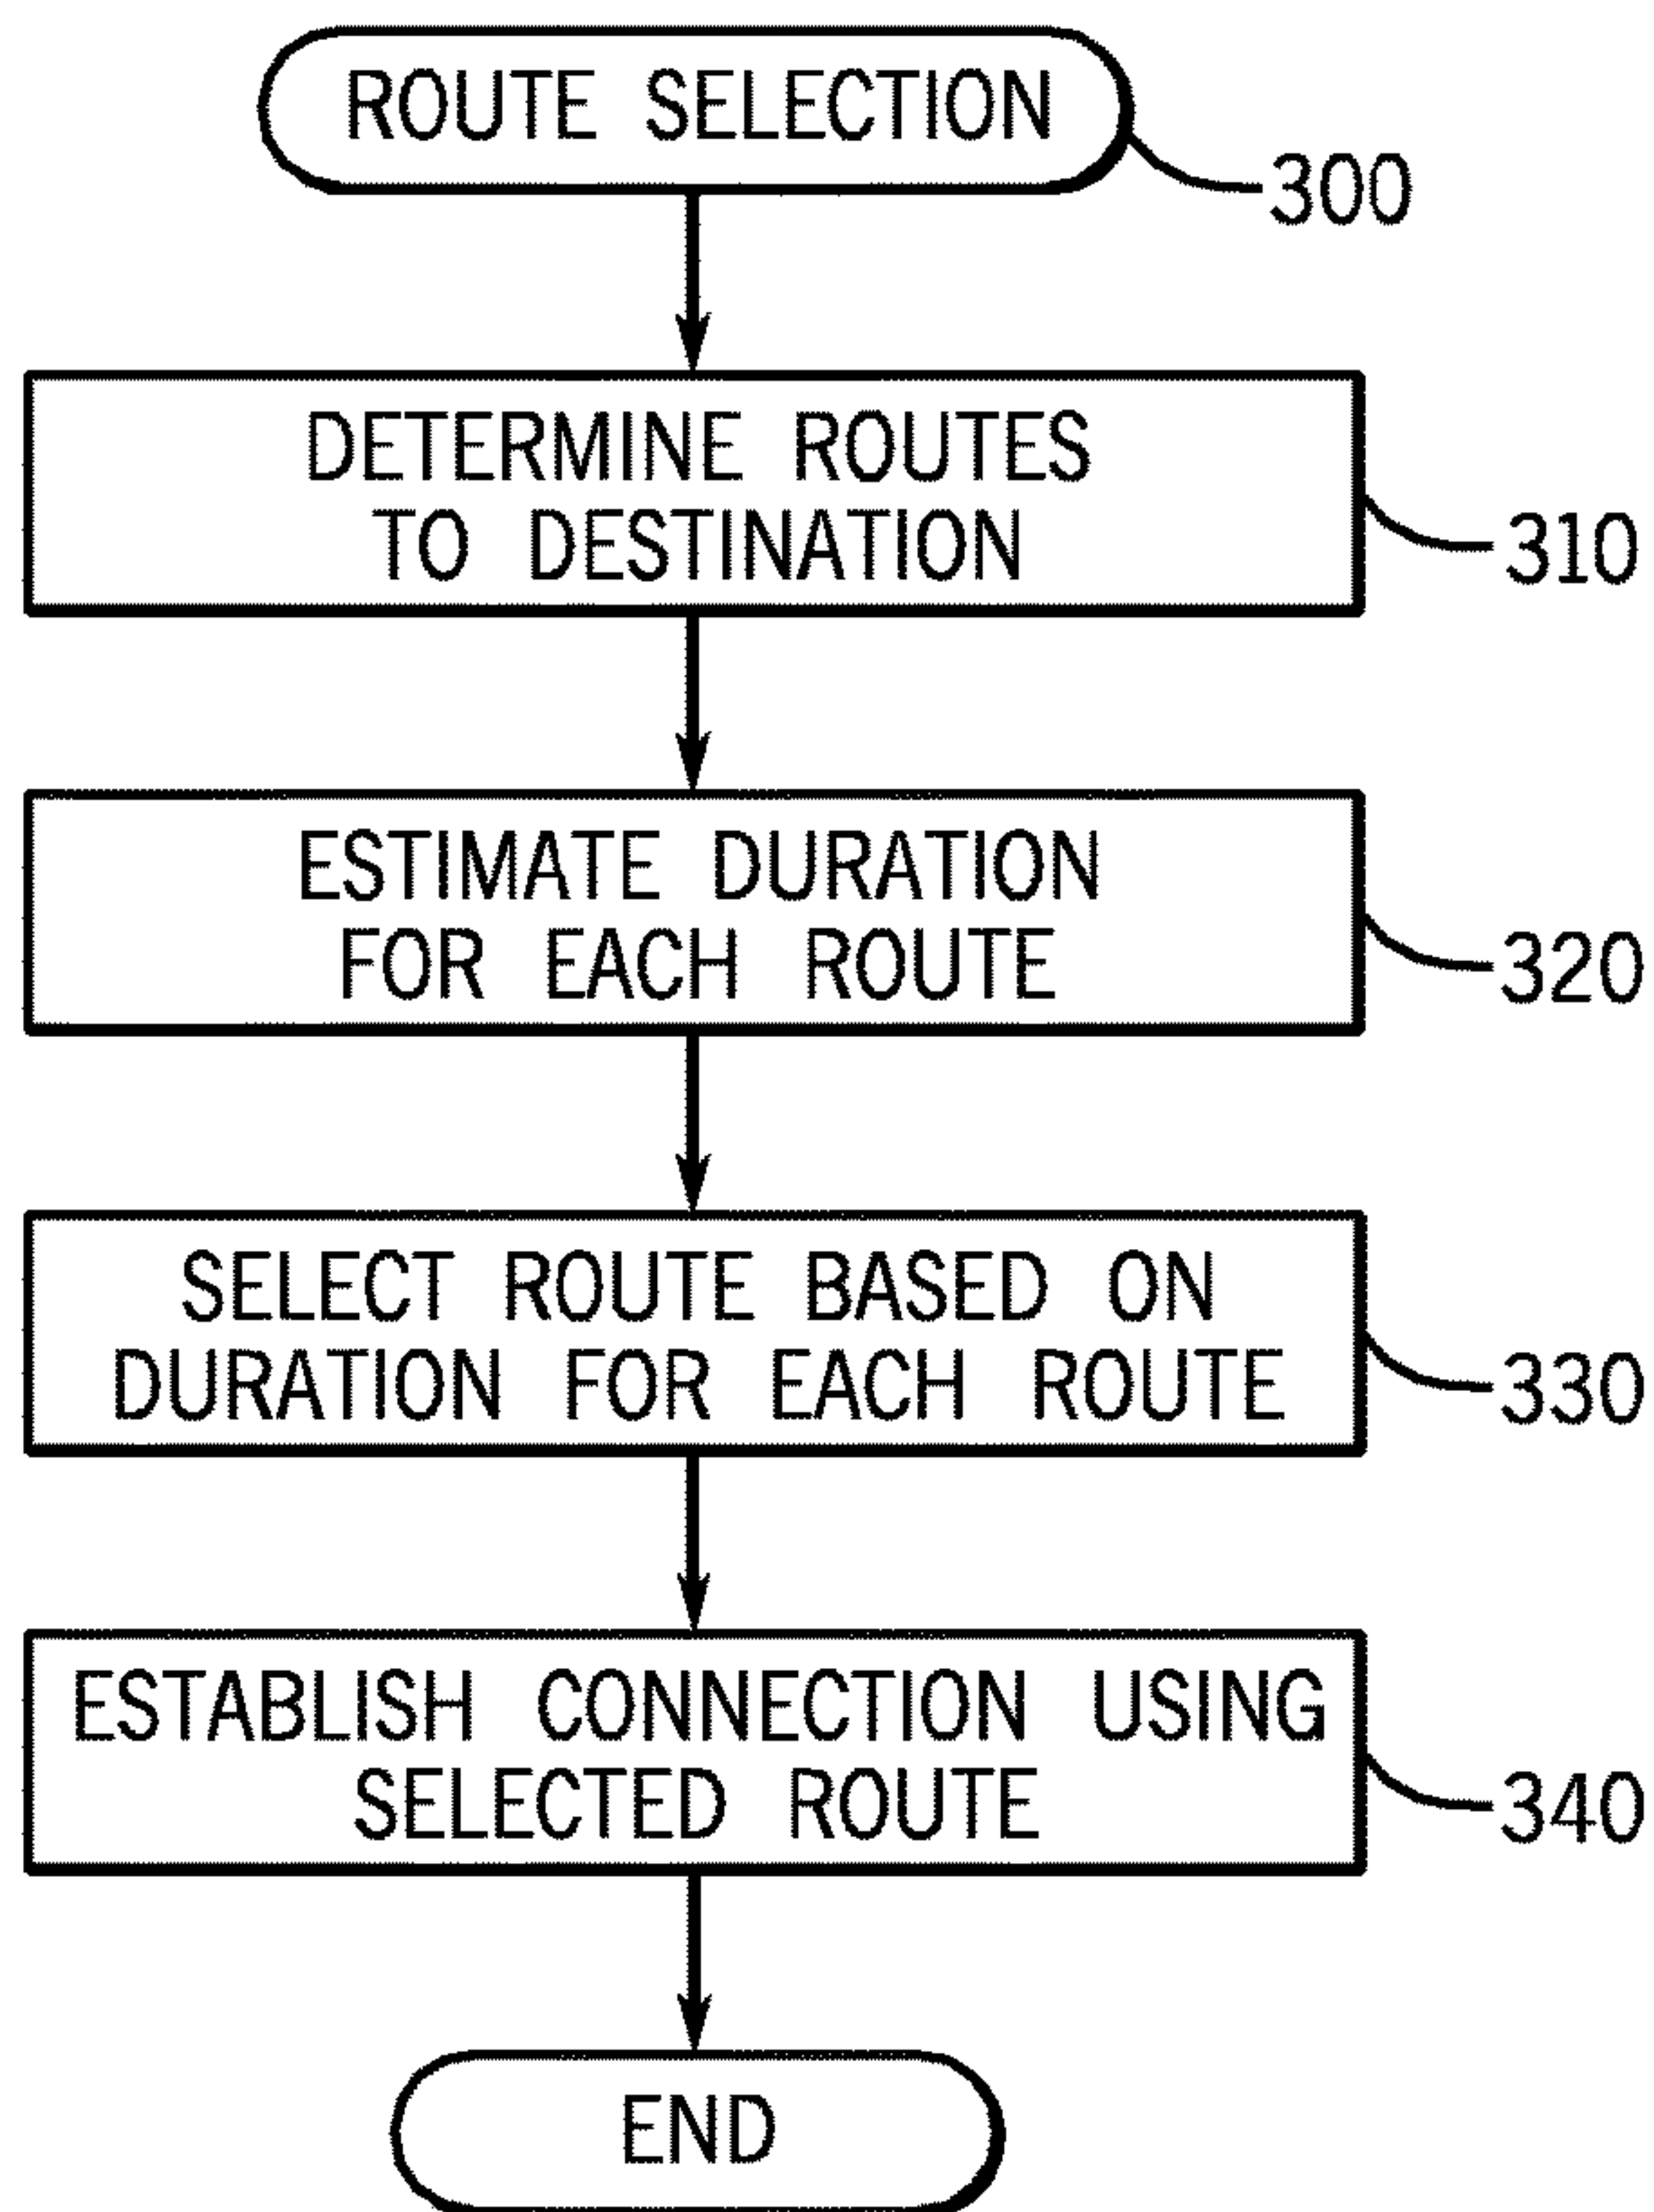 ROUTE SELECTION
300
DETERMINE ROUTES
TO DESTINATION
310
ESTIMATE DURATION
FOR EACH ROUTE
320
SELECT ROUTE BASED ON
DURATION FOR EACH ROUTE
330
ESTABLISH CONNECTION USING
SELECTED ROUTE
340
END